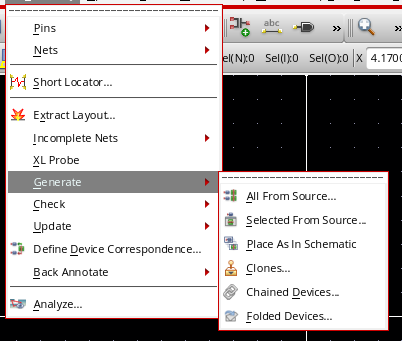 Pins
Nets
abc
»
»
Short Locator...
el(N):0 Sel(I):0 Sel(O):0 X 4.1700
Extract Layout...
Incomplete Nets
XL Probe
Generate
Check
Update
Define Device Correspondence...
Back Annotate
Analyze...
All From Source...
Selected From Source...
Place As In Schematic
Clones...
Chained Devices...
Folded Devices...